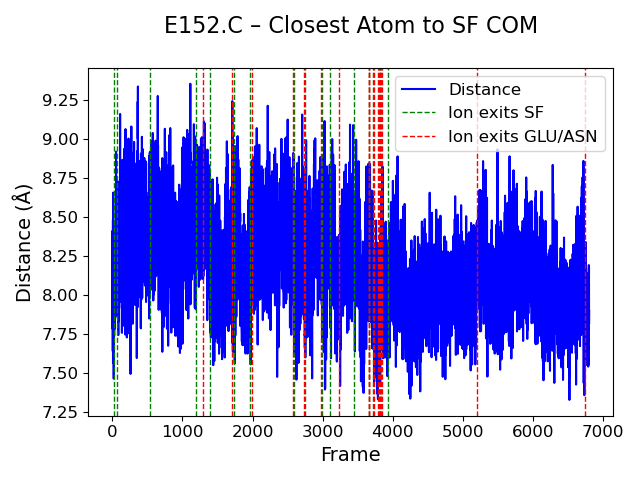 E152.C – Closest Atom to SF COM
Distance (Å)
9.25
9.00
8.75
8.50
8.25
8.00
7.75
7.50
7.25
Distance
Ion exits SF
Ion exits GLU/ASN
0 1000 2000 3000 4000 5000 6000 7000
Frame